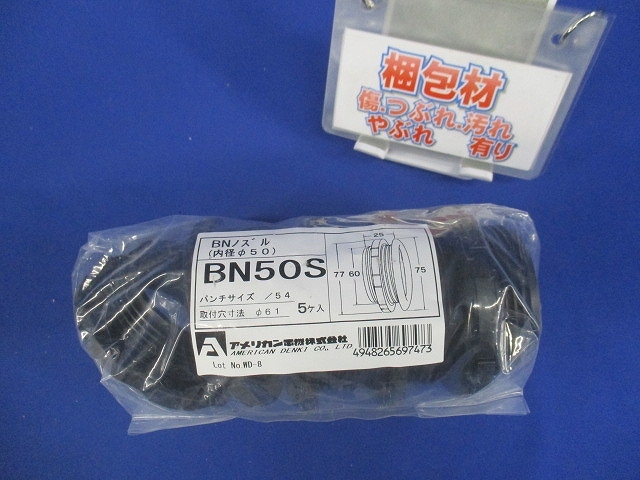 梱包材
傷・つぶれ・汚れ
やぶれ 有り
BNノズル
(内径φ50)
BN50S
パンチサイズ /54
取付穴寸法 φ61 5ヶ入
25
77 60 75
アメリカン電機株式会社
AMERICAN DENKI CO., LTD
Lot No.WD-8
4948265697473